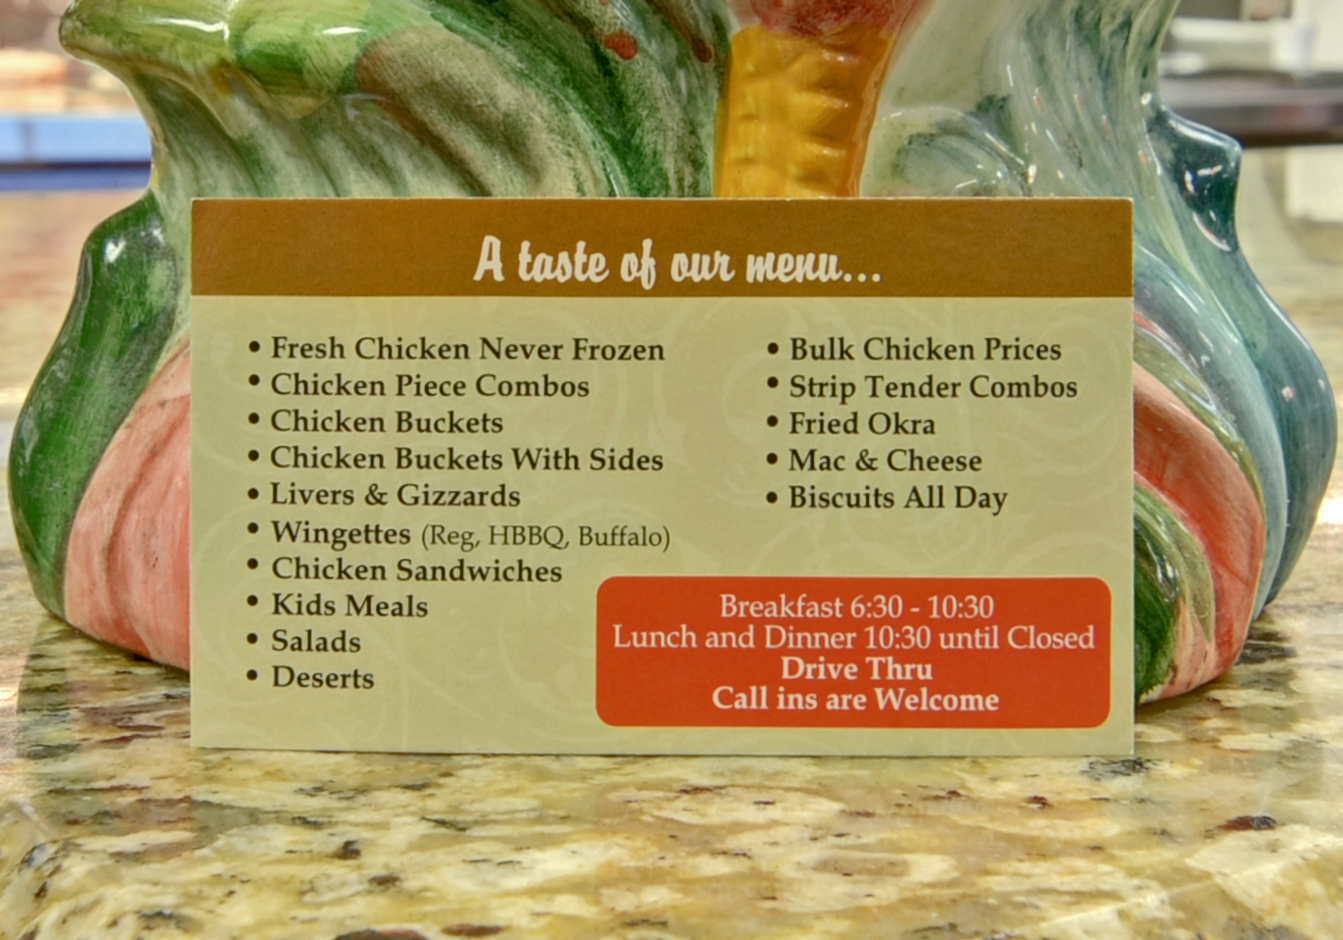 A taste of our menu...
• Fresh Chicken Never Frozen
• Chicken Piece Combos
• Chicken Buckets
• Chicken Buckets With Sides
• Livers & Gizzards
• Wingettes (Reg, HBBQ, Buffalo)
• Chicken Sandwiches
• Kids Meals
• Salads
• Deserts
• Bulk Chicken Prices
• Strip Tender Combos
• Fried Okra
• Mac & Cheese
• Biscuits All Day
Breakfast 6:30 - 10:30
Lunch and Dinner 10:30 until Closed
Drive Thru
Call ins are Welcome